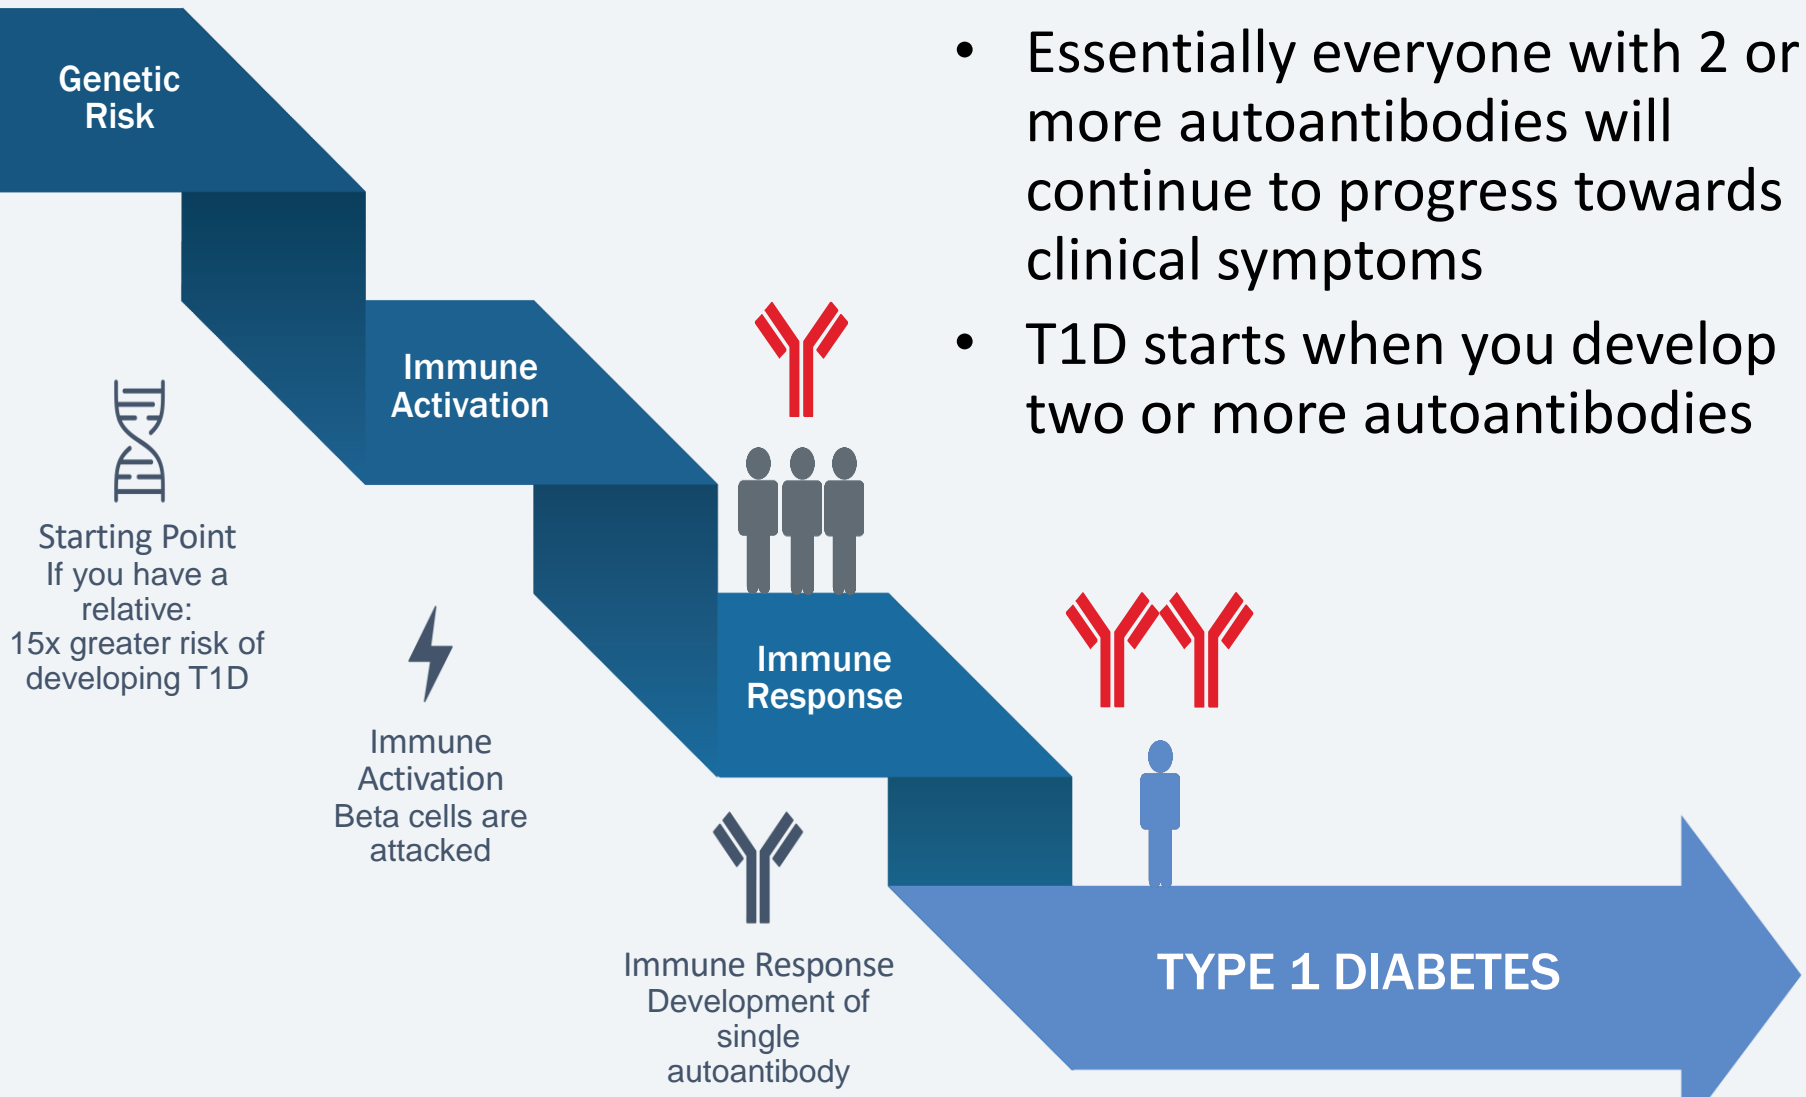 Genetic
Risk
• Essentially everyone with 2 or
more autoantibodies will
continue to progress towards
clinical symptoms
• T1D starts when you develop
two or more autoantibodies
Immune
Activation
Starting Point
If you have a
relative:
15x greater risk of
developing T1D
Immune
Response
Immune
Activation
Beta cells are
attacked
Immune Response
Development of
single
autoantibody
TYPE 1 DIABETES